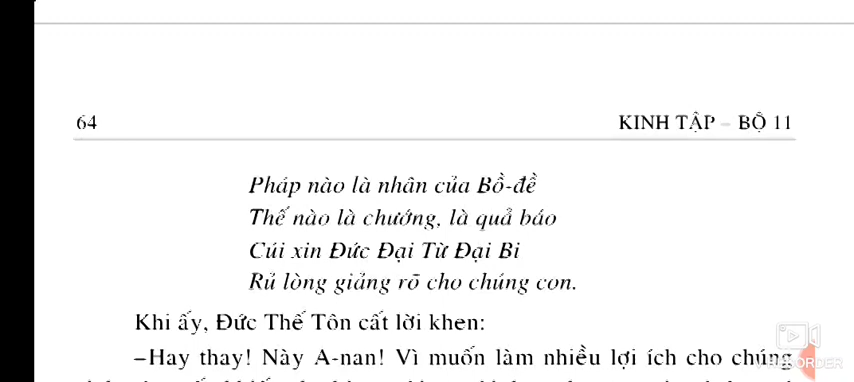 64
KINH TẬP – BỘ 11
Pháp nào là nhân của Bồ-đề
Thế nào là chướng, là quả báo
Cúi xin Đức Đại Từ Đại Bi
Rủ lòng giảng rõ cho chúng con.
Khi ấy, Đức Thế Tôn cất lời khen:
–Hay thay! Này A-nan! Vì muốn làm nhiều lợi ích cho chúng
RECORDER